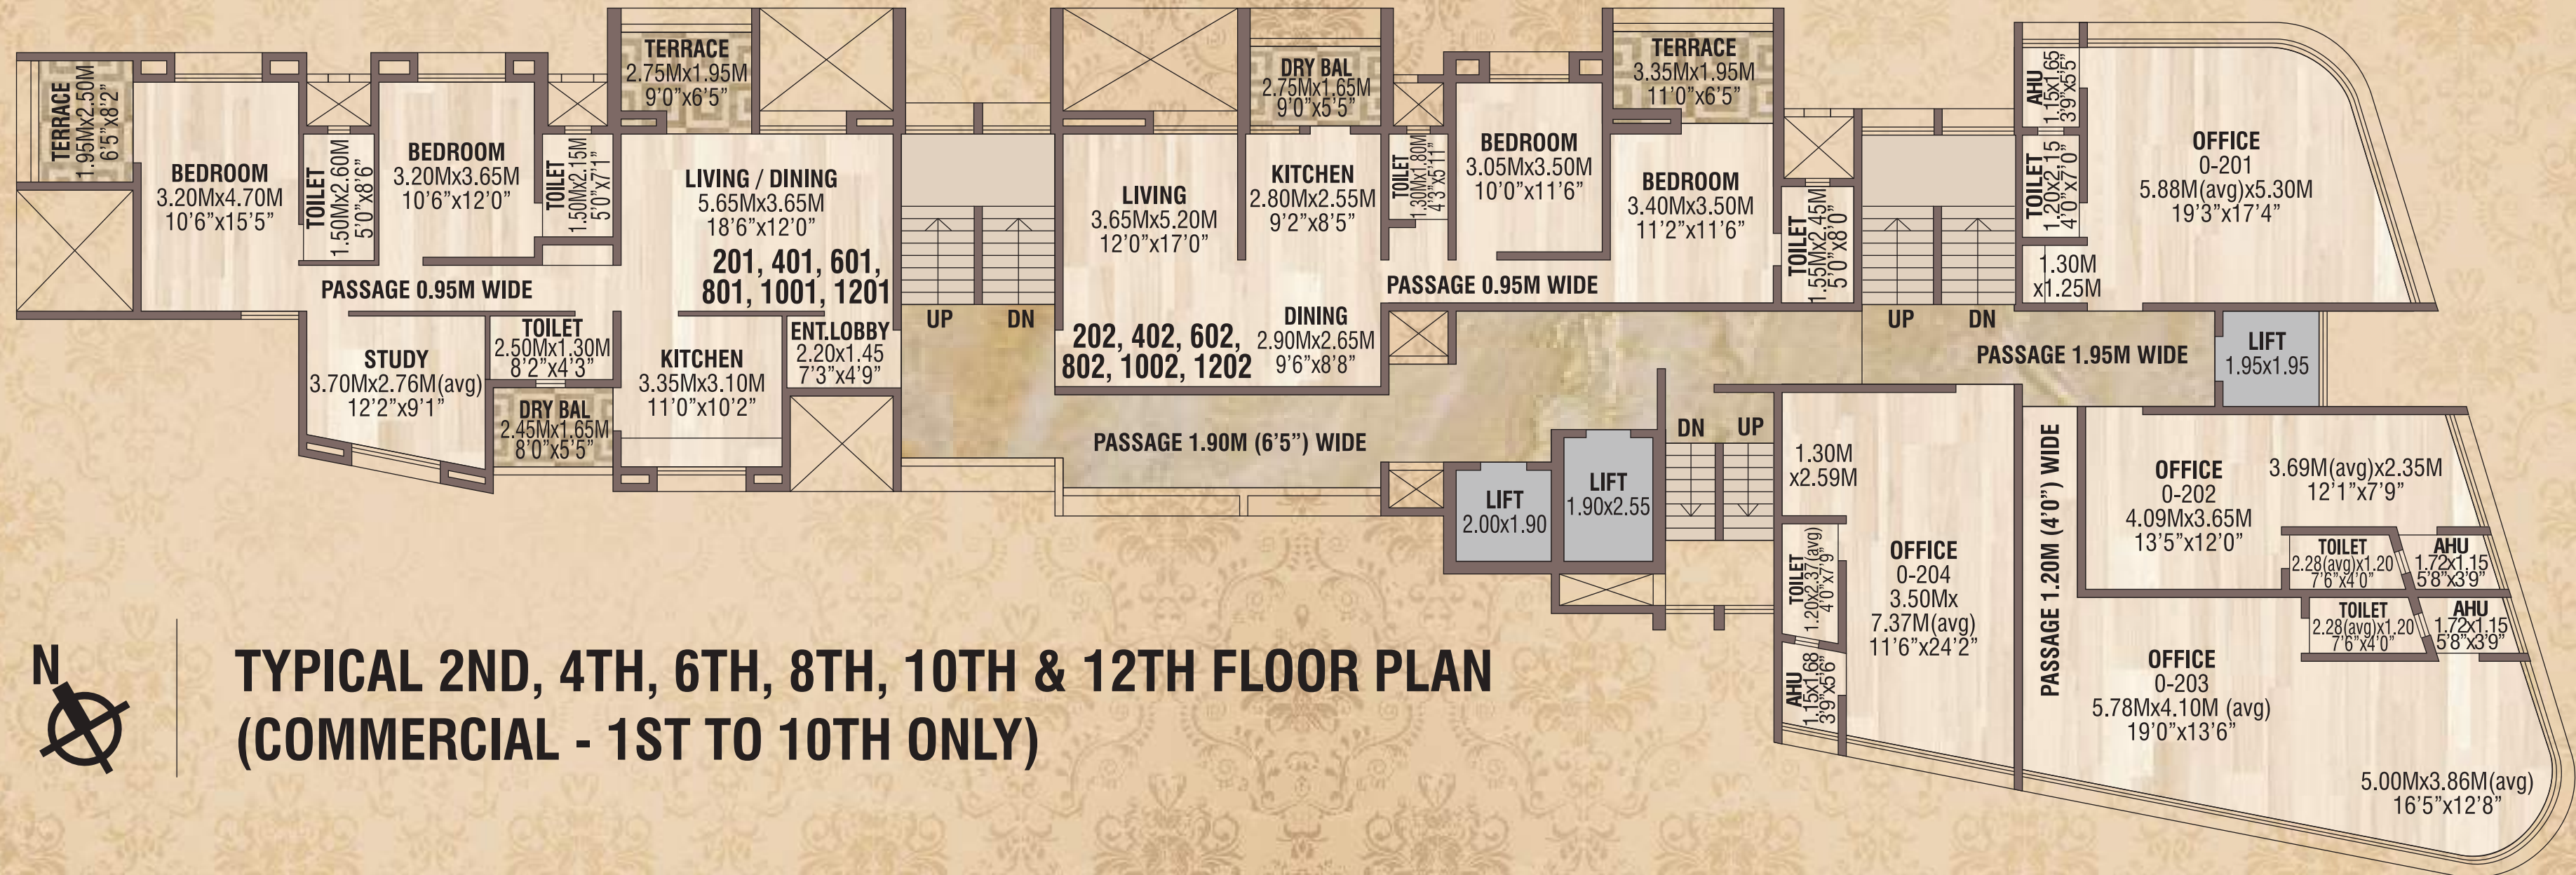 TERRACE
1.95Mx2.50M
6'5"x8'2"
BEDROOM
3.20Mx4.70M
10'6"x15'5"
TOILET
1.50Mx2.60M
5'0"x8'6"
BEDROOM
3.20Mx3.65M
10'6"x12'0"
TOILET
1.50Mx2.15M
5'0"x7'1"
TERRACE
2.75Mx1.95M
9'0"x6'5"
LIVING / DINING
5.65Mx3.65M
18'6"x12'0"
201, 401, 601,
801, 1001, 1201
PASSAGE 0.95M WIDE
STUDY
3.70Mx2.76M(avg)
12'2"x9'1"
TOILET
2.50Mx1.30M
8'2"x4'3"
DRY BAL
2.45Mx1.65M
8'0"x5'5"
KITCHEN
3.35Mx3.10M
11'0"x10'2"
ENT.LOBBY
2.20x1.45
7'3"x4'9"
UP
DN
LIVING
3.65Mx5.20M
12'0"x17'0"
DRY BAL
2.75Mx1.65M
9'0"x5'5"
KITCHEN
2.80Mx2.55M
9'2"x8'5"
TOILET
1.30Mx1.80M
4'3"x5'11"
BEDROOM
3.05Mx3.50M
10'0"x11'6"
TERRACE
3.35Mx1.95M
11'0"x6'5"
BEDROOM
3.40Mx3.50M
11'2"x11'6"
TOILET
1.55Mx2.45M
5'0"x8'0"
PASSAGE 0.95M WIDE
202, 402, 602,
802, 1002, 1202
DINING
2.90Mx2.65M
9'6"x8'8"
PASSAGE 1.90M (6'5") WIDE
LIFT
2.00x1.90
LIFT
1.90x2.55
DN
UP
UP
DN
AHU
1.15x1.65
3'9"x5'5"
TOILET
1.20x2.15
4'0"x7'0"
1.30M
x1.25M
OFFICE
0-201
5.88M(avg)x5.30M
19'3"x17'4"
PASSAGE 1.95M WIDE
LIFT
1.95x1.95
1.30M
x2.59M
TOILET
1.20x2.37(avg)
4'0"x7'9"
AHU
1.15x1.68
3'9"x5'6"
OFFICE
0-204
3.50Mx
7.37M(avg)
11'6"x24'2"
PASSAGE 1.20M (4'0") WIDE
OFFICE
0-202
4.09Mx3.65M
13'5"x12'0"
3.69M(avg)x2.35M
12'1"x7'9"
TOILET
2.28(avg)x1.20
7'6"x4'0"
AHU
1.72x1.15
5'8"x3'9"
TOILET
2.28(avg)x1.20
7'6"x4'0"
AHU
1.72x1.15
5'8"x3'9"
OFFICE
0-203
5.78Mx4.10M (avg)
19'0"x13'6"
5.00Mx3.86M(avg)
16'5"x12'8"
N
TYPICAL 2ND, 4TH, 6TH, 8TH, 10TH & 12TH FLOOR PLAN
(COMMERCIAL - 1ST TO 10TH ONLY)